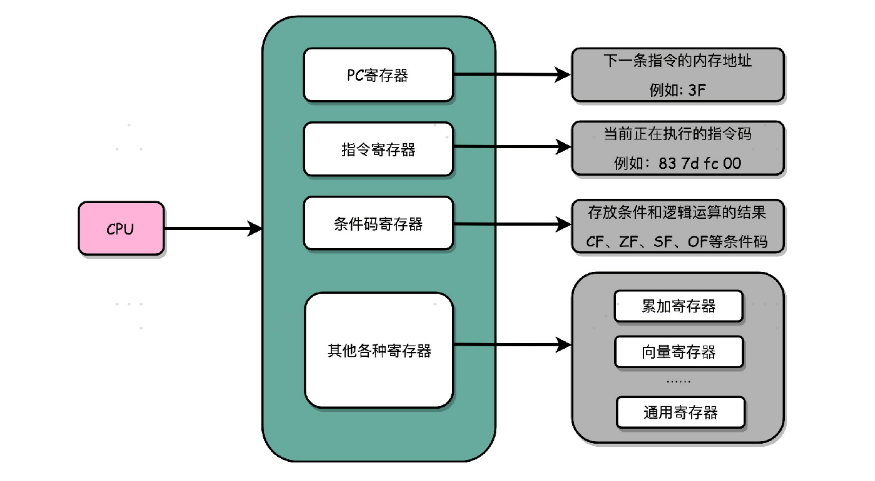 CPU
PC寄存器
下一条指令的内存地址
例如: 3F
指令寄存器
当前正在执行的指令码
例如：83 7d fc 00
条件码寄存器
存放条件和逻辑运算的结果
CF、ZF、SF、OF等条件码
其他各种寄存器
累加寄存器
向量寄存器
......
通用寄存器